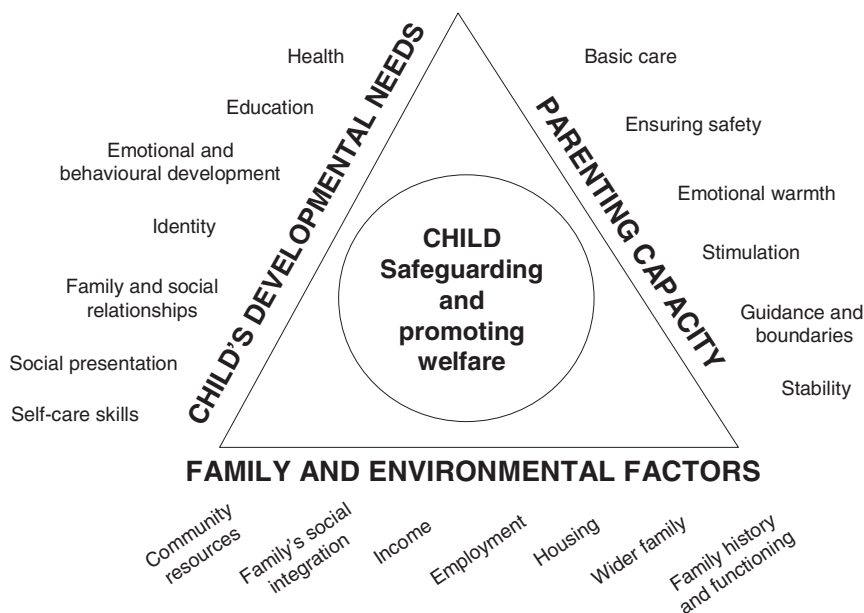 Health
Education
Emotional and
behavioural development
Identity
Family and social
relationships
Social presentation
Self-care skills
CHILD'S DEVELOPMENTAL NEEDS
CHILD
Safeguarding
and
promoting
welfare
PARENTING CAPACITY
Basic care
Ensuring safety
Emotional warmth
Stimulation
Guidance and
boundaries
Stability
FAMILY AND ENVIRONMENTAL FACTORS
Community
resources
Family's social
integration
Income
Employment
Housing
Wider family
Family history
and functioning